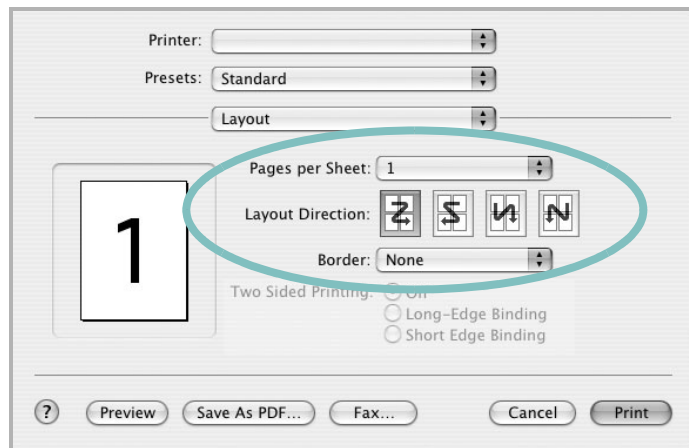 Printer:
Presets: Standard
Layout
Pages per Sheet: 1
Layout Direction:
Border: None
1
Two Sided Printing: Off
Long-Edge Binding
Short Edge Binding
? Preview Save As PDF... Fax... Cancel Print